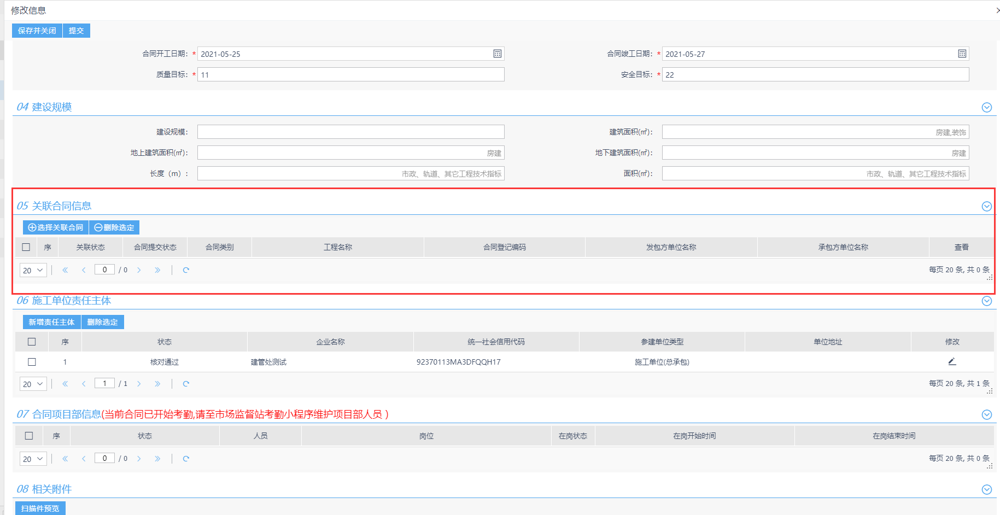 修改信息
保存并关闭 提交
合同开工日期: * 2021-05-25 合同竣工日期: * 2021-05-27
质量目标: * 11 安全目标: * 22
04 建设规模
建设规模: 建筑面积(㎡): 房建,装饰
地上建筑面积(㎡): 房建 地下建筑面积(㎡): 房建
长度（m）: 市政、轨道、其它工程技术指标 面积(㎡): 市政、轨道、其它工程技术指标
05 关联合同信息
选择关联合同 删除选定
序 关联状态 合同提交状态 合同类别 工程名称 合同登记编码 发包方单位名称 承包方单位名称 查看
20 0 / 0 每页 20 条, 共 0 条
06 施工单位责任主体
新增责任主体 删除选定
序 状态 企业名称 统一社会信用代码 参建单位类型 单位地址 修改
1 核对通过 建管处测试 92370113MA3DFQQH17 施工单位(总承包)
20 1 / 1 每页 20 条, 共 1 条
07 合同项目部信息(当前合同已开始考勤,请至市场监督站考勤小程序维护项目部人员 )
序 状态 人员 岗位 在岗状态 在岗开始时间 在岗结束时间
20 0 / 0 每页 20 条, 共 0 条
08 相关附件
扫描件预览